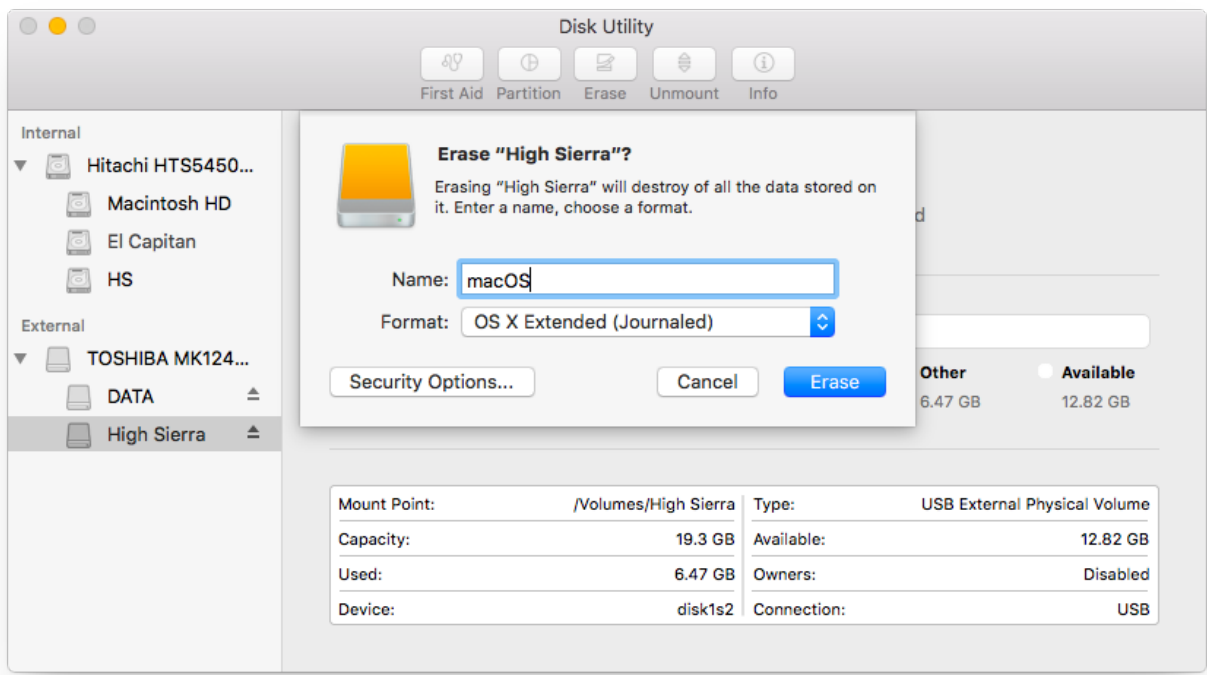 Disk Utility
First Aid Partition Erase Unmount Info
Internal
Hitachi HTS5450...
Macintosh HD
El Capitan
HS
External
TOSHIBA MK124...
DATA
High Sierra
Erase “High Sierra”?
Erasing “High Sierra” will destroy of all the data stored on
it. Enter a name, choose a format.
Name: macOS
Format: OS X Extended (Journaled)
Security Options... Cancel Erase
d
Other Available
6.47 GB 12.82 GB
Mount Point: /Volumes/High Sierra Type: USB External Physical Volume
Capacity: 19.3 GB Available: 12.82 GB
Used: 6.47 GB Owners: Disabled
Device: disk1s2 Connection: USB